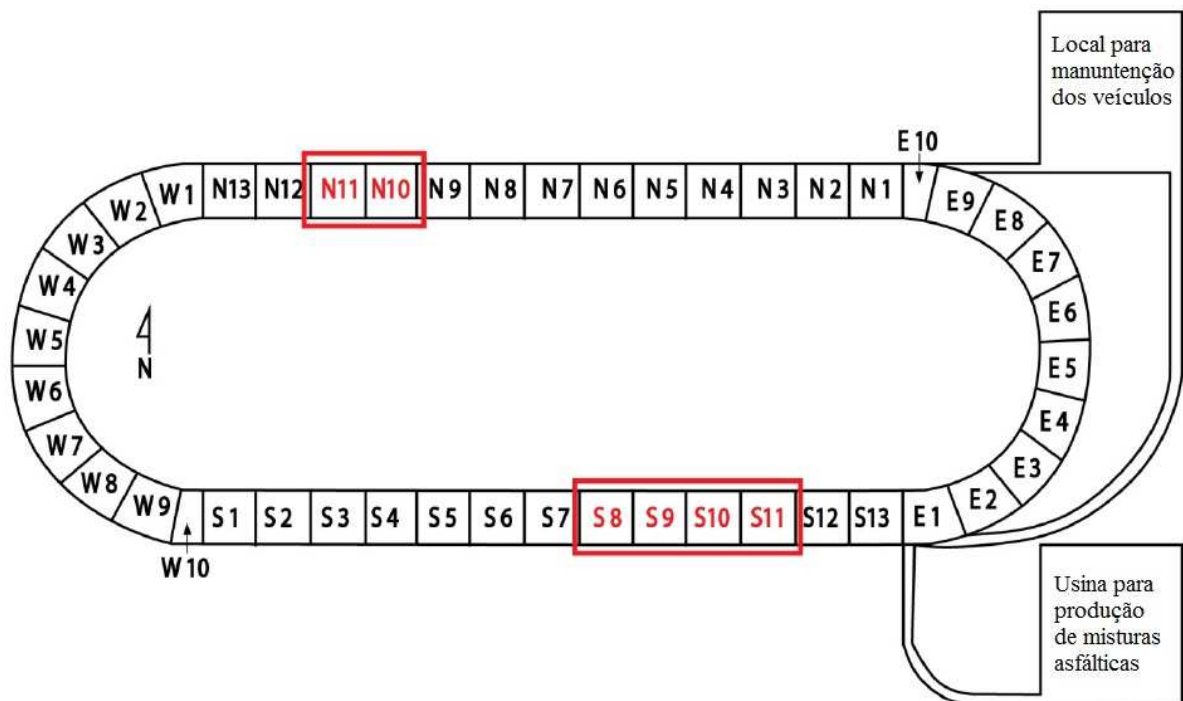 Local para
manuntenção
dos veículos
E 10
W1 N13 N12 N11 N10 N9 N8 N7 N6 N5 N4 N3 N2 N1 E9
W2 E8
W3 E7
W4 E6
W5 E5
N
W6 E4
W7 E3
W8 E2
W9 S1 S2 S3 S4 S5 S6 S7 S8 S9 S10 S11 S12 S13 E1
W10
Usina para
produção
de misturas
asfálticas